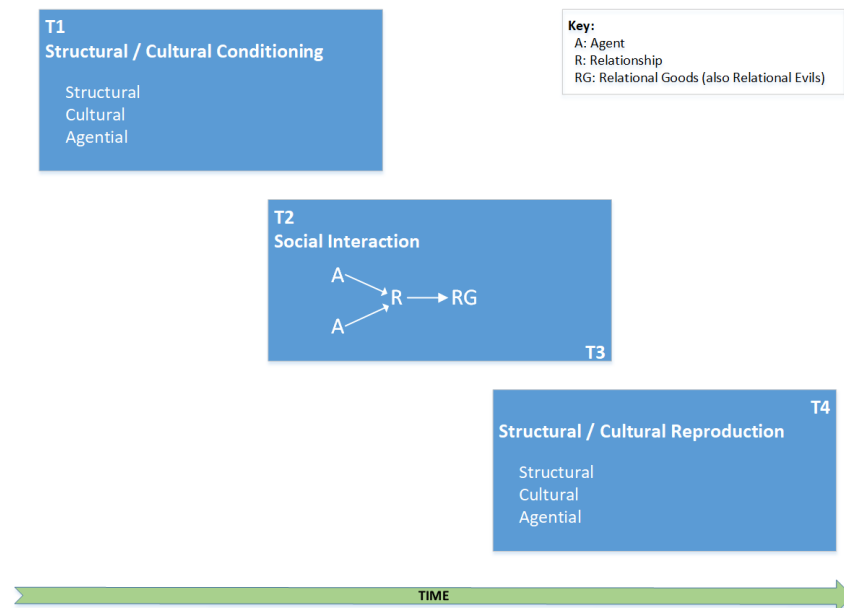 T1
Structural / Cultural Conditioning
Structural
Cultural
Agential
Key:
A: Agent
R: Relationship
RG: Relational Goods (also Relational Evils)
T2
Social Interaction
A
R
RG
A
T3
T4
Structural / Cultural Reproduction
Structural
Cultural
Agential
TIME